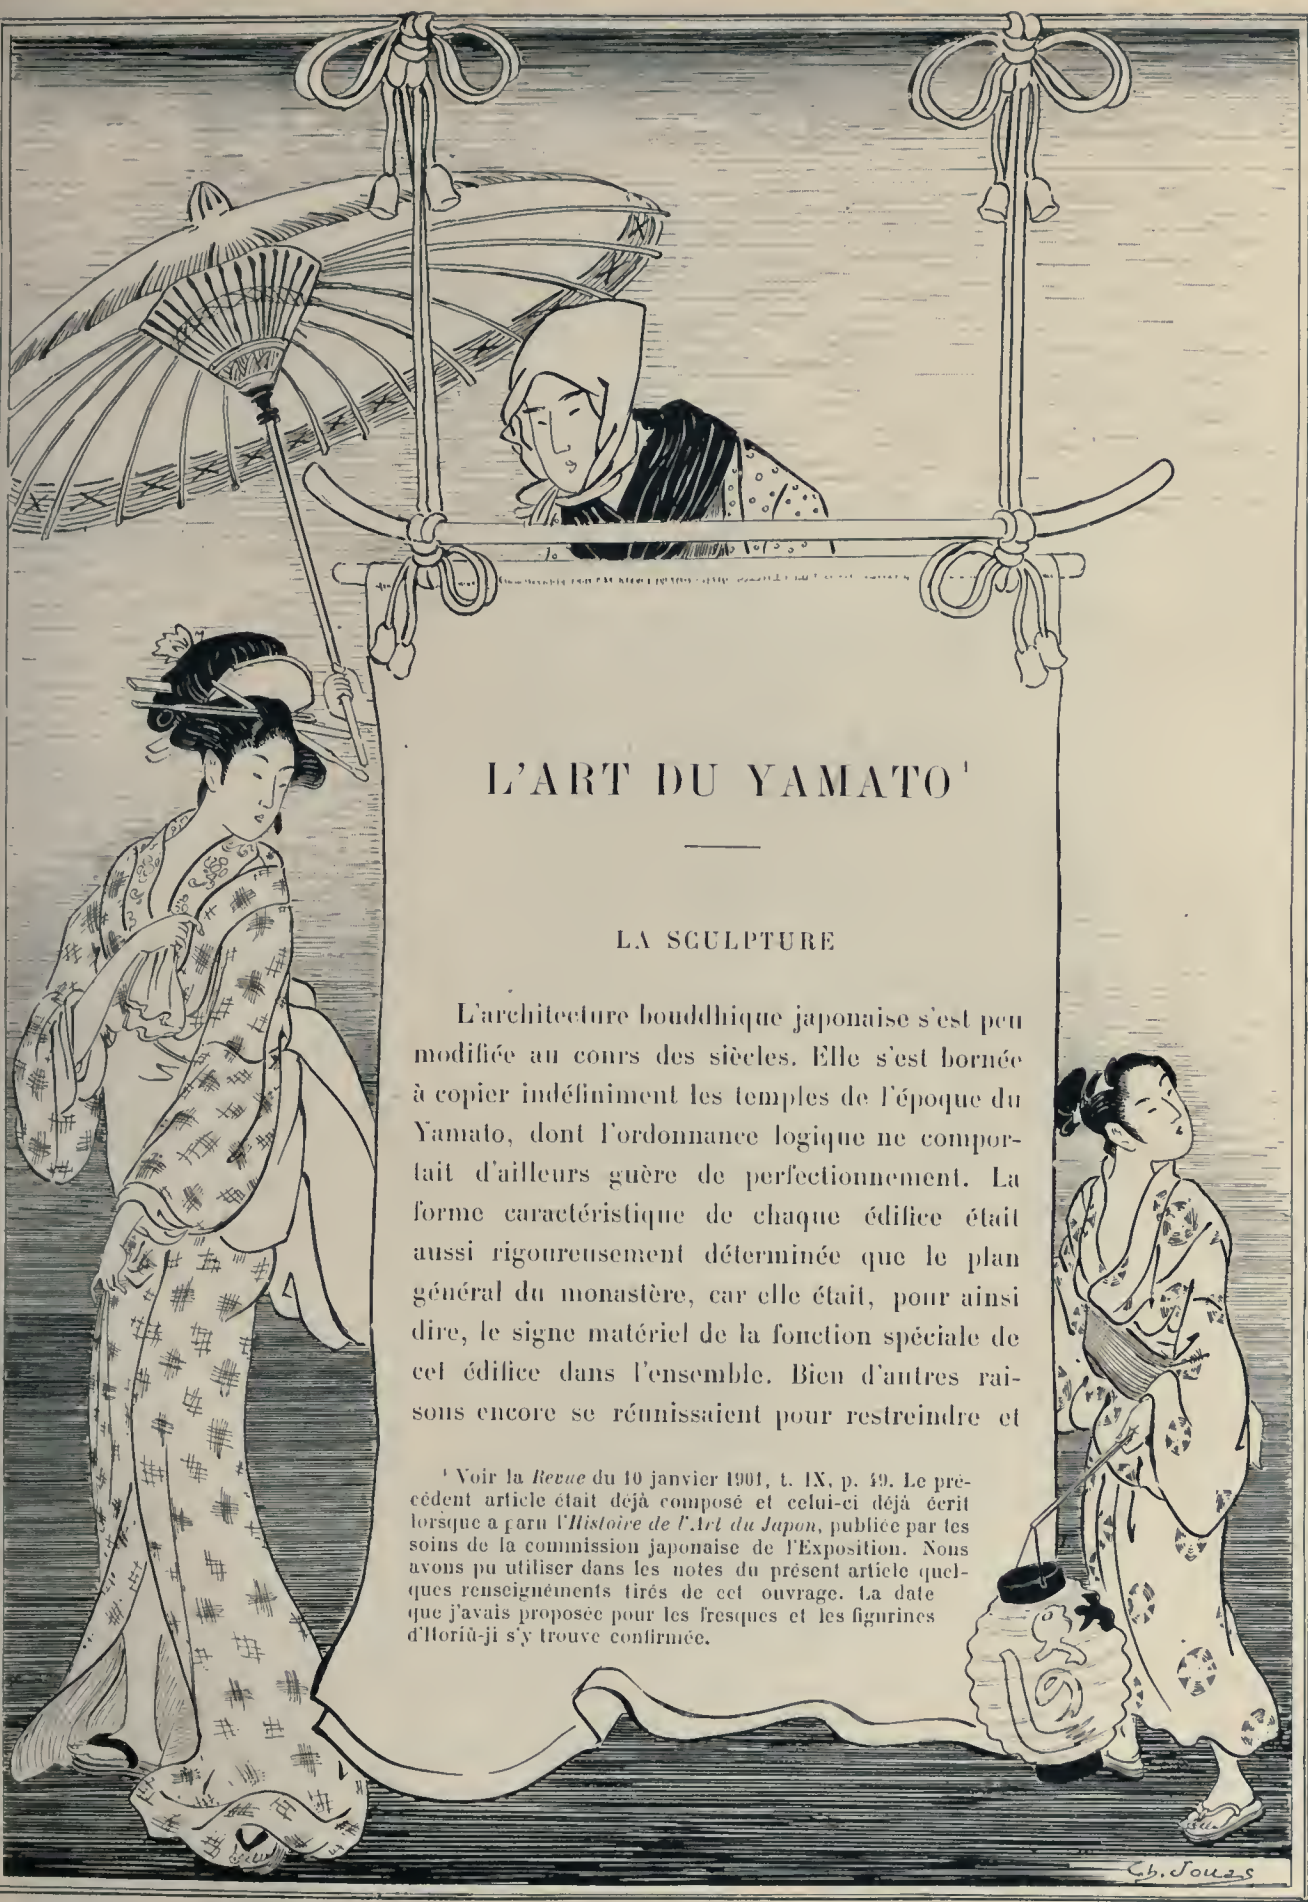 L'ART DU YAMATO¹
LA SCULPTURE
L'architecture bouddhique japonaise s'est peu
modifiée au cours des siècles. Elle s'est bornée
à copier indéfiniment les temples de l'époque du
Yamato, dont l'ordonnance logique ne compor-
tait d'ailleurs guère de perfectionnement. La
forme caractéristique de chaque édifice était
aussi rigoureusement déterminée que le plan
général du monastère, car elle était, pour ainsi
dire, le signe matériel de la fonction spéciale de
cet édifice dans l'ensemble. Bien d'autres rai-
sons encore se réunissaient pour restreindre et
¹ Voir la Revue du 10 janvier 1901, t. IX, p. 49. Le pré-
cédent article était déjà composé et celui-ci déjà écrit
lorsque a paru l'Histoire de l'Art du Japon, publiée par les
soins de la commission japonaise de l'Exposition. Nous
avons pu utiliser dans les notes du présent article quel-
ques renseignements tirés de cet ouvrage. La date
que j'avais proposée pour les fresques et les figurines
d'Horiû-ji s'y trouve confirmée.
Ch. Jouas